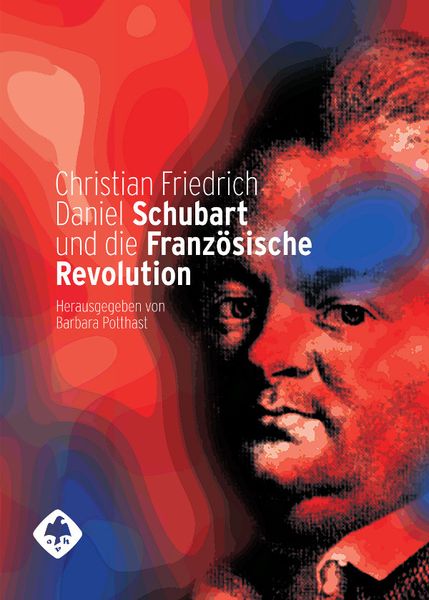 Christian Friedrich
Daniel Schubart
und die Französische
Revolution
Herausgegeben von
Barbara Potthast
a h
v